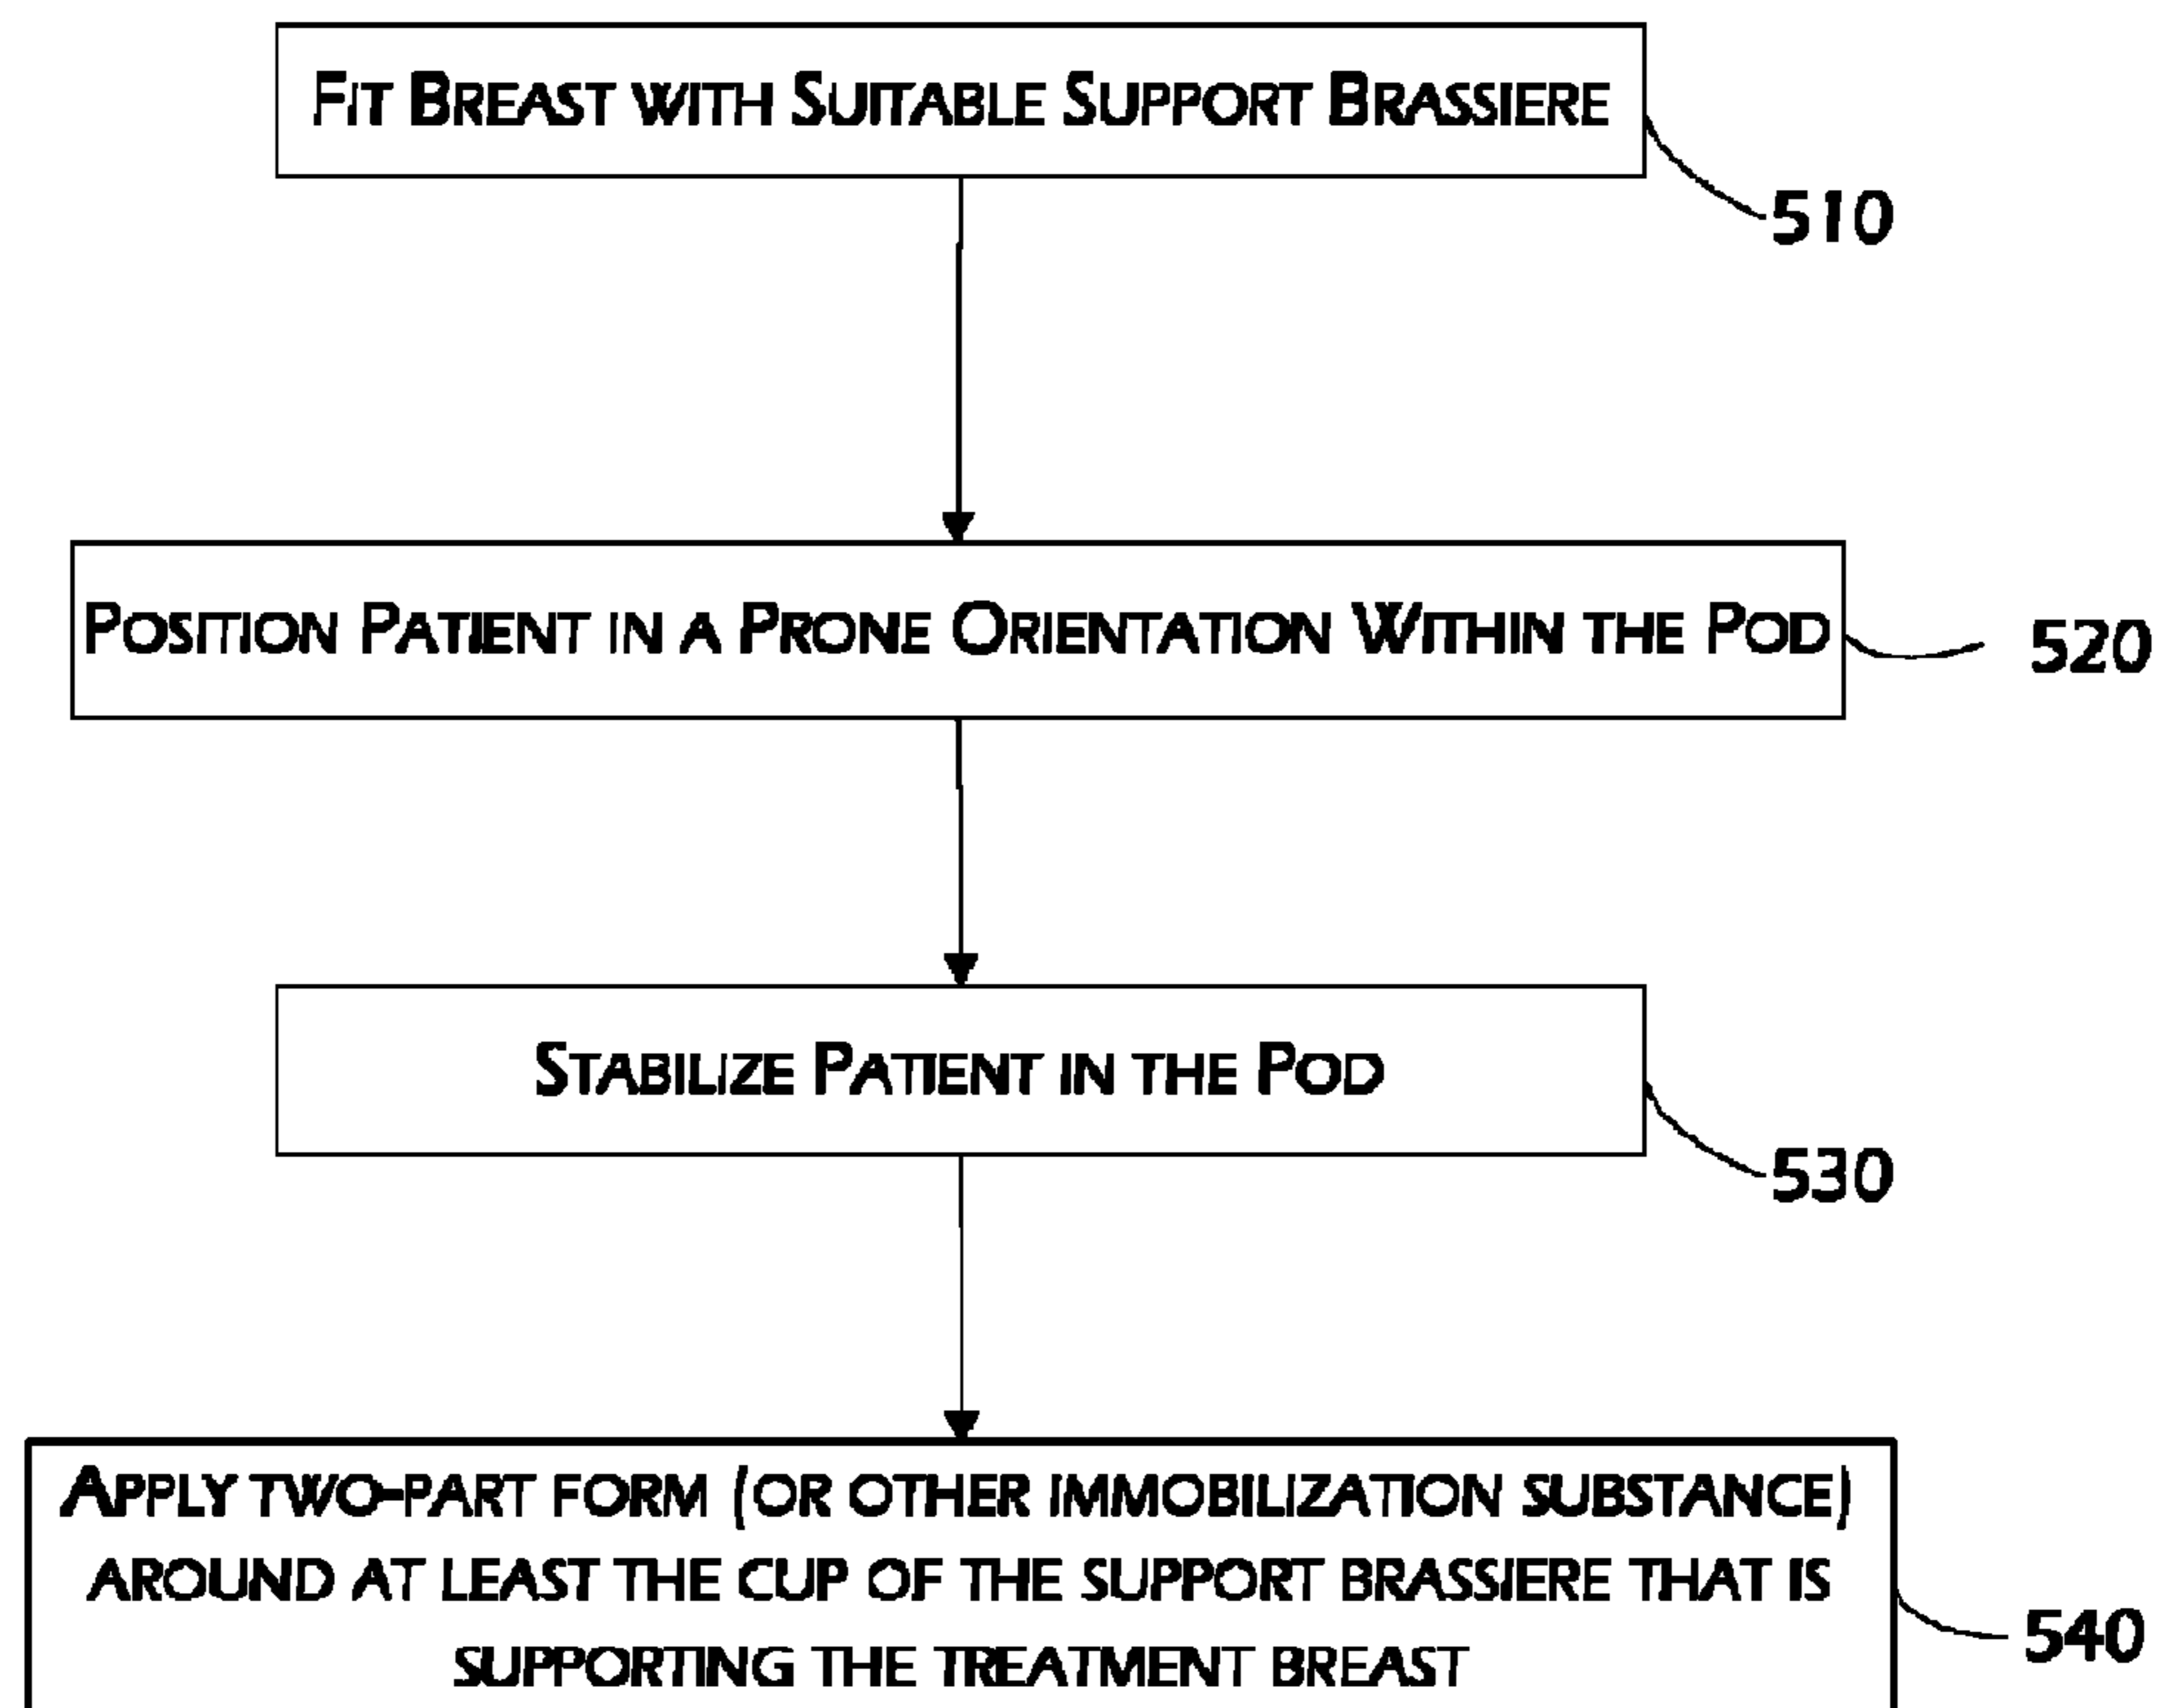 Fit Breast with Suitable Support Brassiere
510
Position Patient in a Prone Orientation Within the Pod
520
Stabilize Patient in the Pod
530
Apply two-part form (or other immobilization substance)
around at least the cup of the support brassiere that is
supporting the treatment breast
540